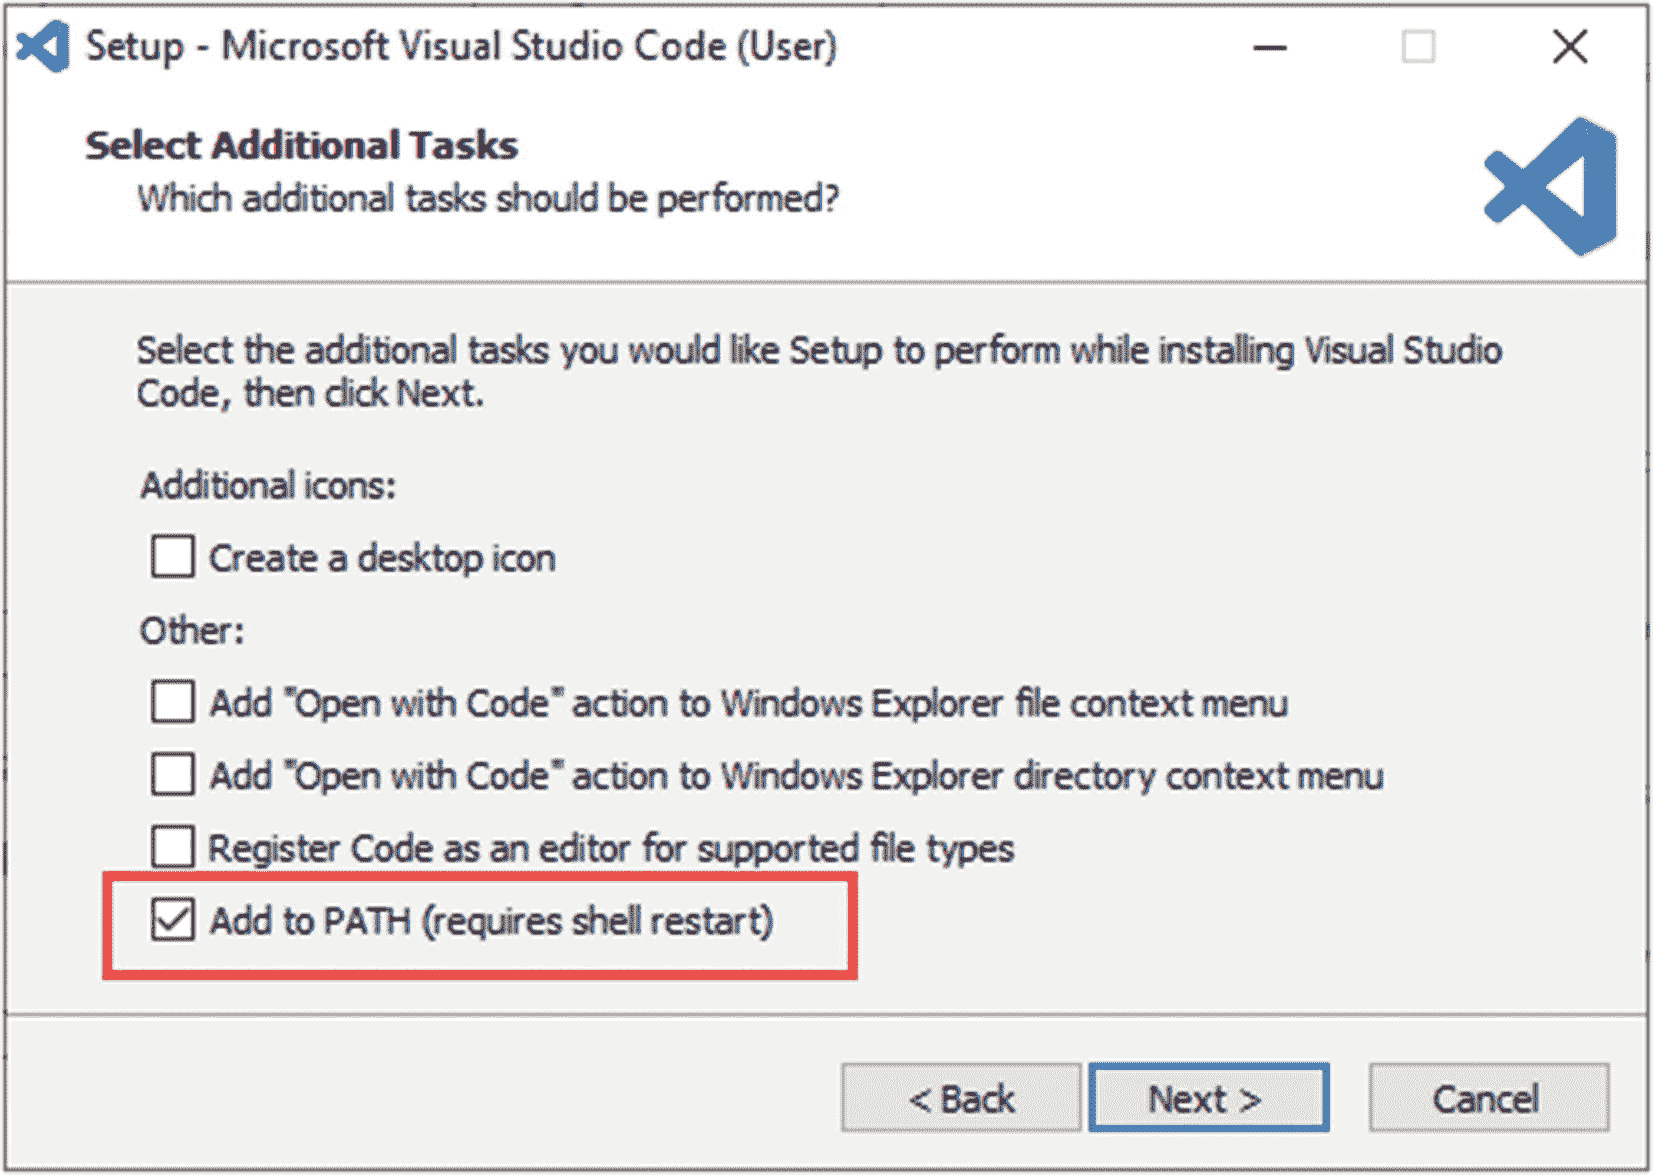 Setup - Microsoft Visual Studio Code (User)
Select Additional Tasks
Which additional tasks should be performed?
Select the additional tasks you would like Setup to perform while installing Visual Studio
Code, then click Next.
Additional icons:
Create a desktop icon
Other:
Add "Open with Code" action to Windows Explorer file context menu
Add "Open with Code" action to Windows Explorer directory context menu
Register Code as an editor for supported file types
Add to PATH (requires shell restart)
< Back Next > Cancel